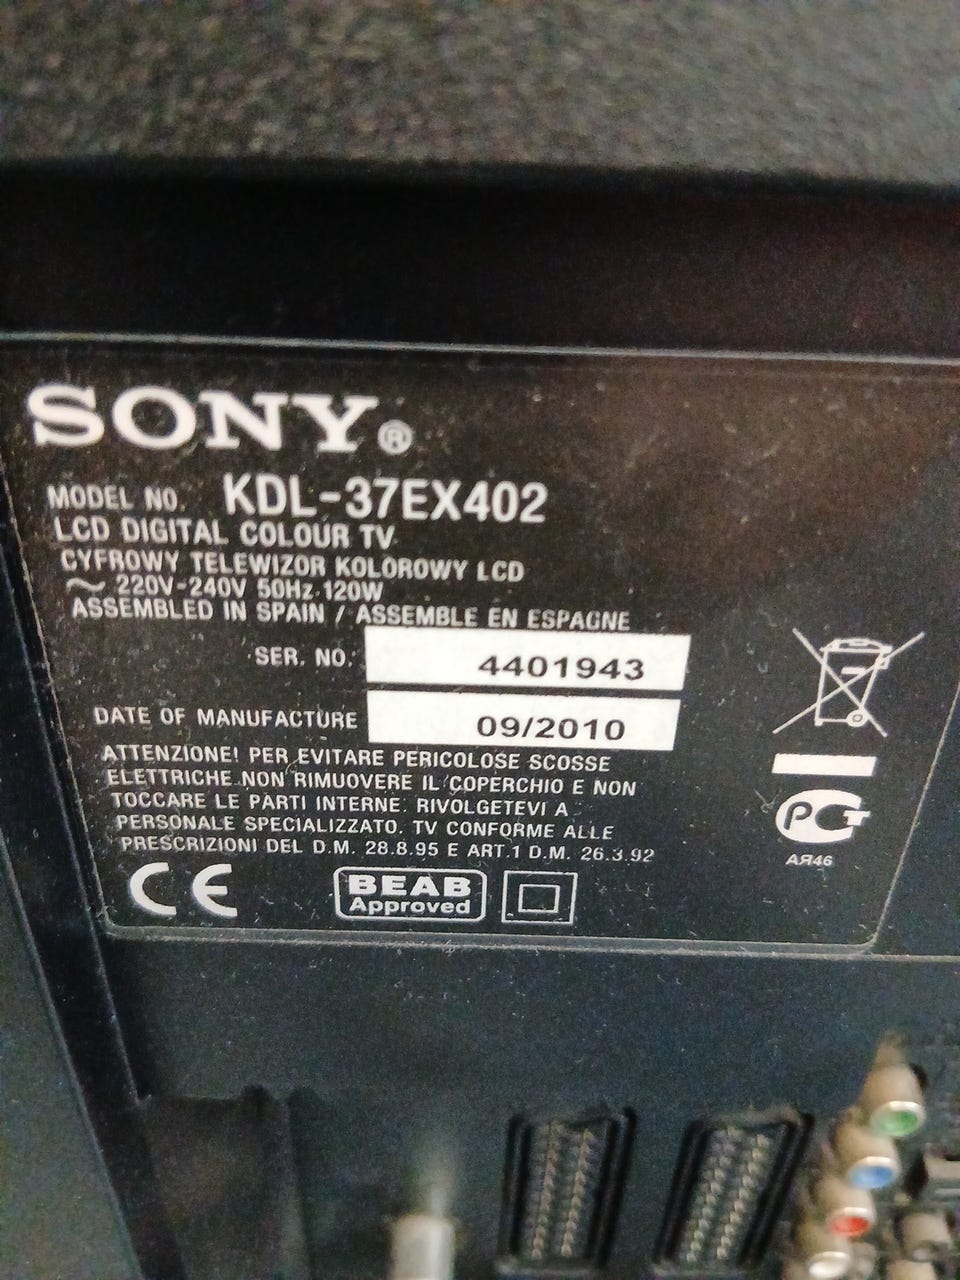 SONY®
MODEL NO. KDL-37EX402
LCD DIGITAL COLOUR TV
CYFROWY TELEWIZOR KOLOROWY LCD
~ 220V-240V 50Hz 120W
ASSEMBLED IN SPAIN / ASSEMBLE EN ESPAGNE
SER. NO. 4401943
DATE OF MANUFACTURE 09/2010
ATTENZIONE! PER EVITARE PERICOLOSE SCOSSE
ELETTRICHE NON RIMUOVERE IL COPERCHIO E NON
TOCCARE LE PARTI INTERNE. RIVOLGETEVI A
PERSONALE SPECIALIZZATO. TV CONFORME ALLE
PRESCRIZIONI DEL D.M. 28.8.95 E ART.1 D.M. 26.3.92
CE
BEAB
Approved
РСТ
АЯ46